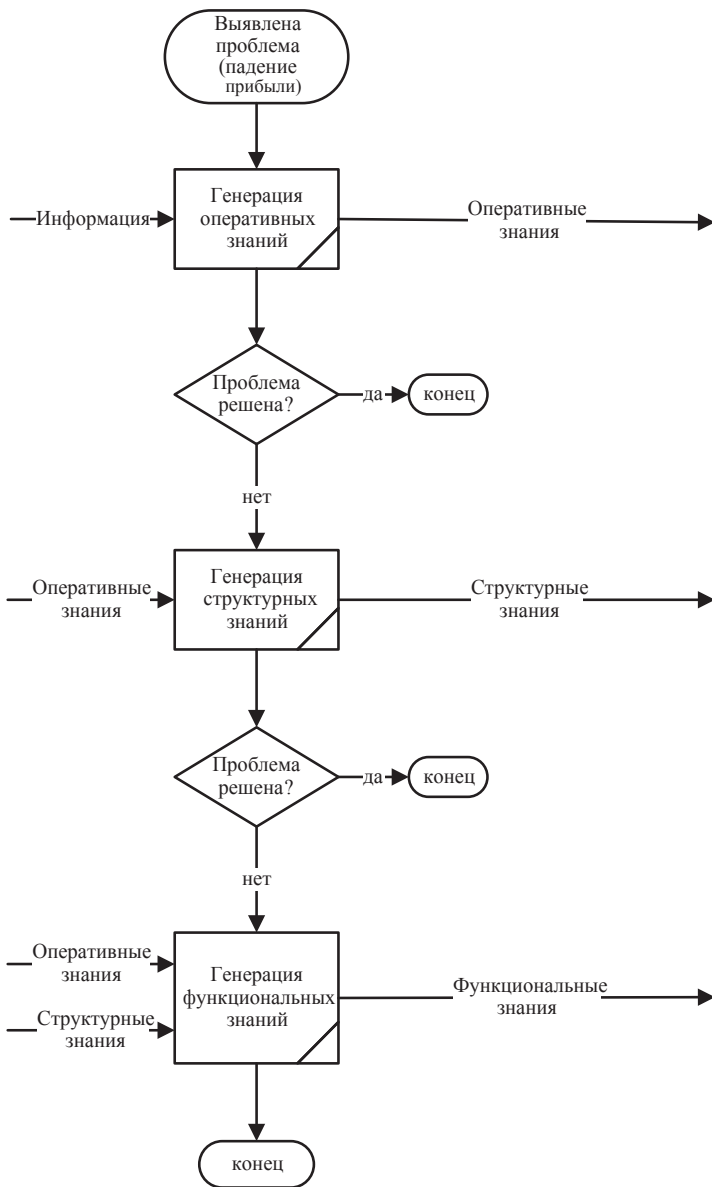 Выявлена
проблема
(падение
прибыли)
Информация
Генерация
оперативных
знаний
Оперативные
знания
Проблема
решена?
да
конец
нет
Оперативные
знания
Генерация
структурных
знаний
Структурные
знания
Проблема
решена?
да
конец
нет
Оперативные
знания
Структурные
знания
Генерация
функциональных
знаний
Функциональные
знания
конец